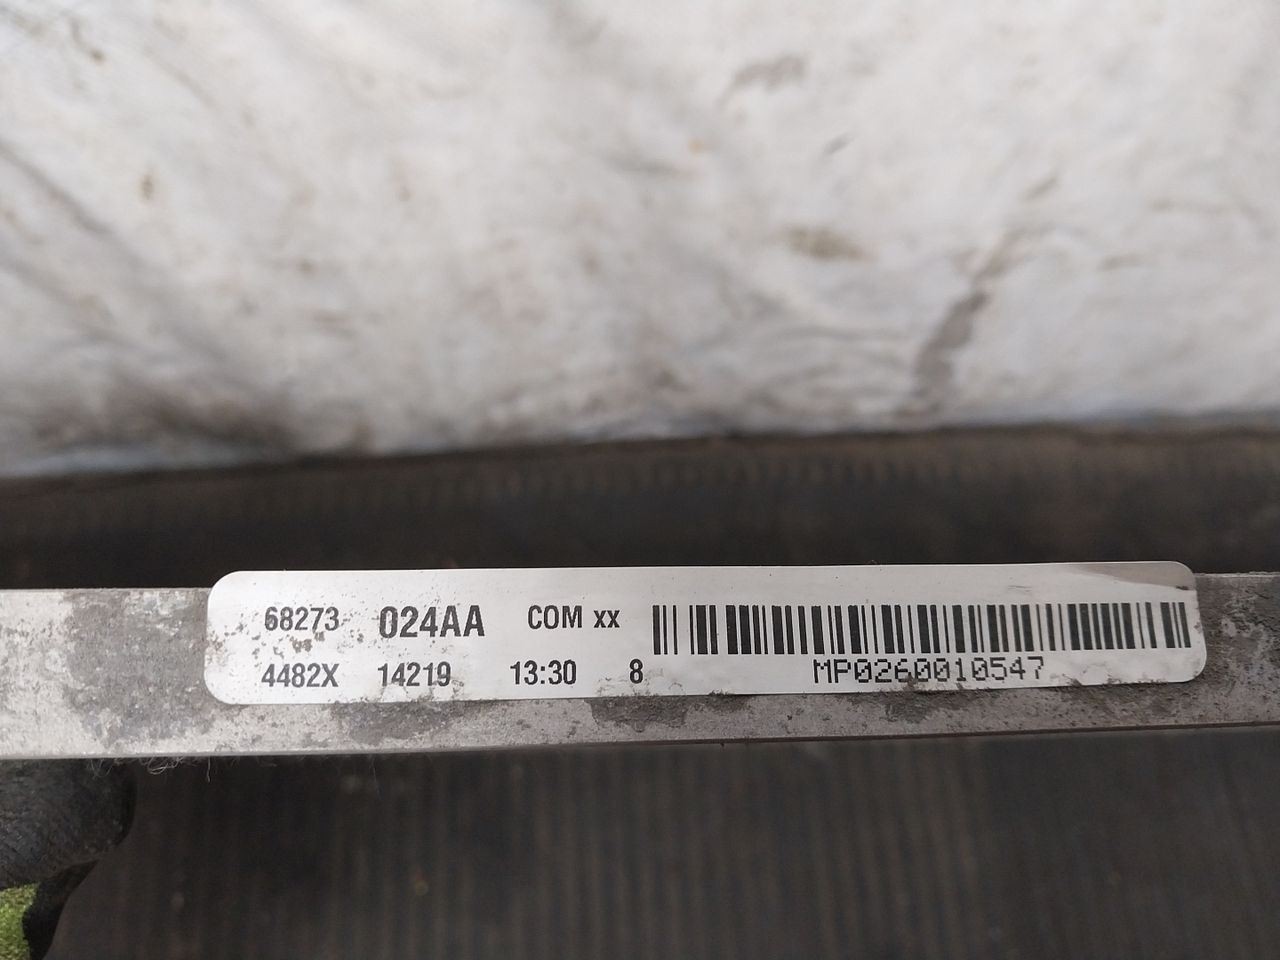 68273 024AA COM xx
4482X 14219 13:30 8
MP0260010547